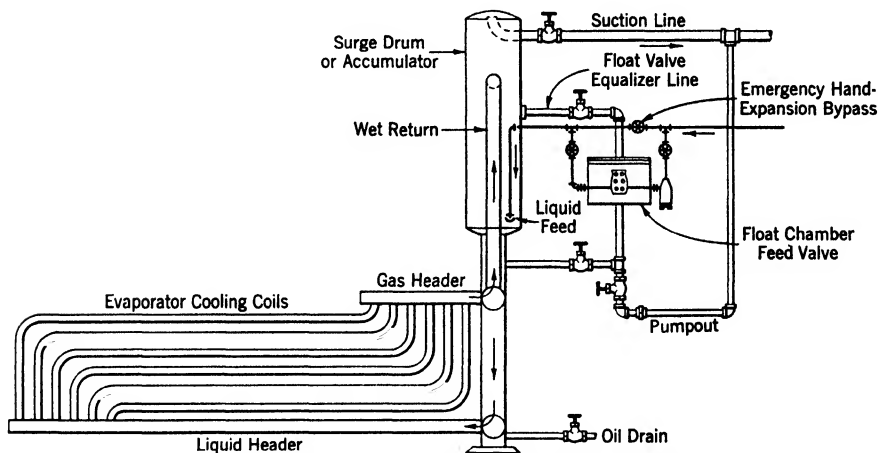 Suction Line
Surge Drum
or Accumulator
Float Valve
Equalizer Line
Emergency Hand-
Expansion Bypass
Wet Return
Liquid
Feed
Float Chamber
Feed Valve
Gas Header
Evaporator Cooling Coils
Pumpout
Liquid Header
Oil Drain